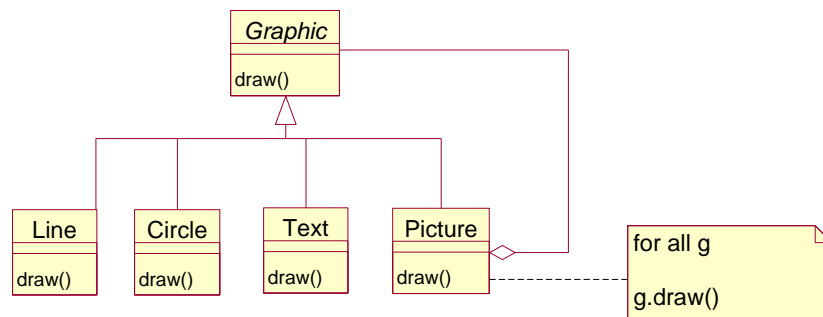 Graphic
draw()
Line
draw()
Circle
draw()
Text
draw()
Picture
draw()
for all g
g.draw()